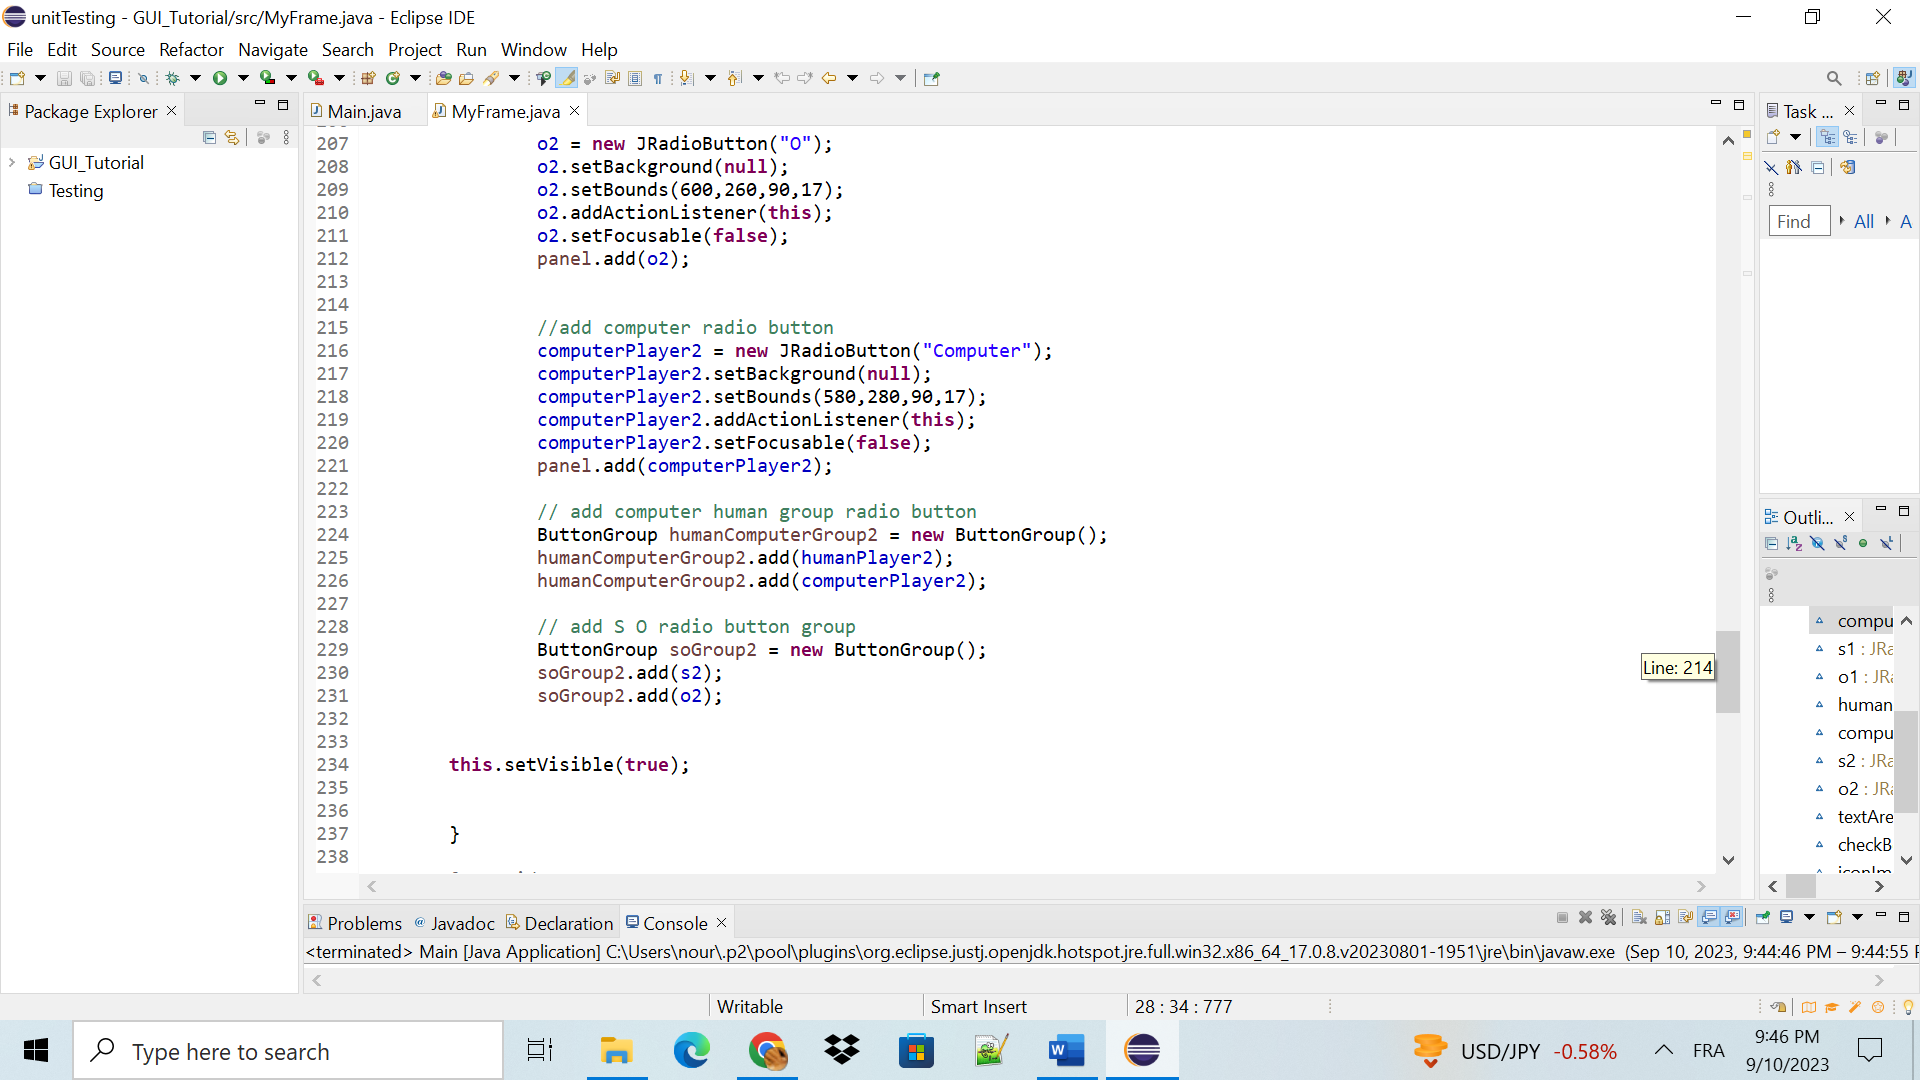 unitTesting - GUI_Tutorial/src/MyFrame.java - Eclipse IDE
File Edit Source Refactor Navigate Search Project Run Window Help
Package Explorer
GUI_Tutorial
Testing
Main.java
MyFrame.java
207 o2 = new JRadioButton("O");
208 o2.setBackground(null);
209 o2.setBounds(600,260,90,17);
210 o2.addActionListener(this);
211 o2.setFocusable(false);
212 panel.add(o2);
213
214
215 //add computer radio button
216 computerPlayer2 = new JRadioButton("Computer");
217 computerPlayer2.setBackground(null);
218 computerPlayer2.setBounds(580,280,90,17);
219 computerPlayer2.addActionListener(this);
220 computerPlayer2.setFocusable(false);
221 panel.add(computerPlayer2);
222
223 // add computer human group radio button
224 ButtonGroup humanComputerGroup2 = new ButtonGroup();
225 humanComputerGroup2.add(humanPlayer2);
226 humanComputerGroup2.add(computerPlayer2);
227
228 // add S O radio button group
229 ButtonGroup soGroup2 = new ButtonGroup();
230 soGroup2.add(s2);
231 soGroup2.add(o2);
232
233
234 this.setVisible(true);
235
236
237 }
238
Line: 214
Task ...
Find All A
Outli...
compu
s1 : JRa
o1 : JRa
human
compu
s2 : JRa
o2 : JRa
textAre
checkB
Problems Javadoc Declaration Console
<terminated> Main [Java Application] C:\Users\nour\.p2\pool\plugins\org.eclipse.justj.openjdk.hotspot.jre.full.win32.x86_64_17.0.8.v20230801-1951\jre\bin\javaw.exe (Sep 10, 2023, 9:44:46 PM – 9:44:55 P
Writable Smart Insert 28 : 34 : 777
Type here to search
USD/JPY -0.58%
FRA
9:46 PM
9/10/2023